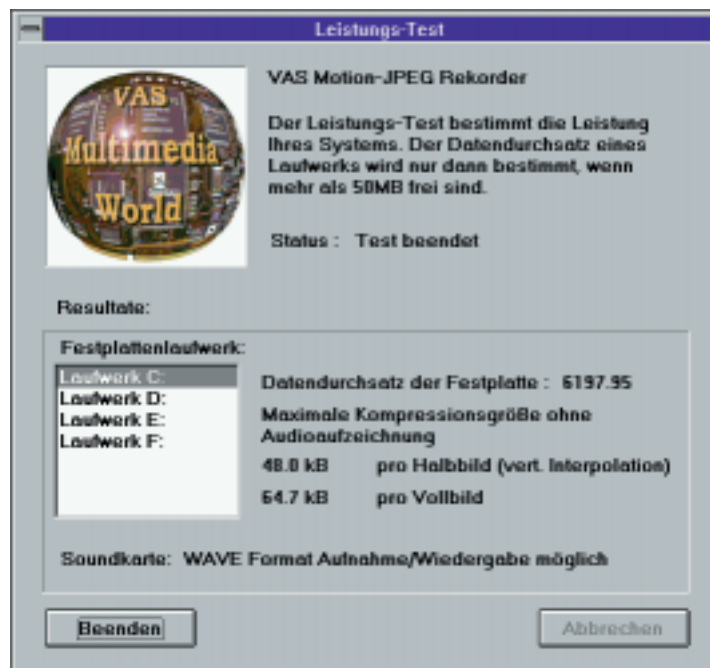 Leistungs-Test
VAS
Multimedia
World
VAS Motion-JPEG Rekorder
Der Leistungs-Test bestimmt die Leistung
Ihres Systems. Der Datendurchsatz eines
Laufwerks wird nur dann bestimmt, wenn
mehr als 50MB frei sind.
Status : Test beendet
Resultate:
Festplattenlaufwerk:
Laufwerk C:
Laufwerk D:
Laufwerk E:
Laufwerk F:
Datendurchsatz der Festplatte : 6197.95
Maximale Kompressionsgröße ohne
Audioaufzeichnung
48.0 kB pro Halbbild (vert. Interpolation)
64.7 kB pro Vollbild
Soundkarte: WAVE Format Aufnahme/Wiedergabe möglich
Beenden
Abbrechen